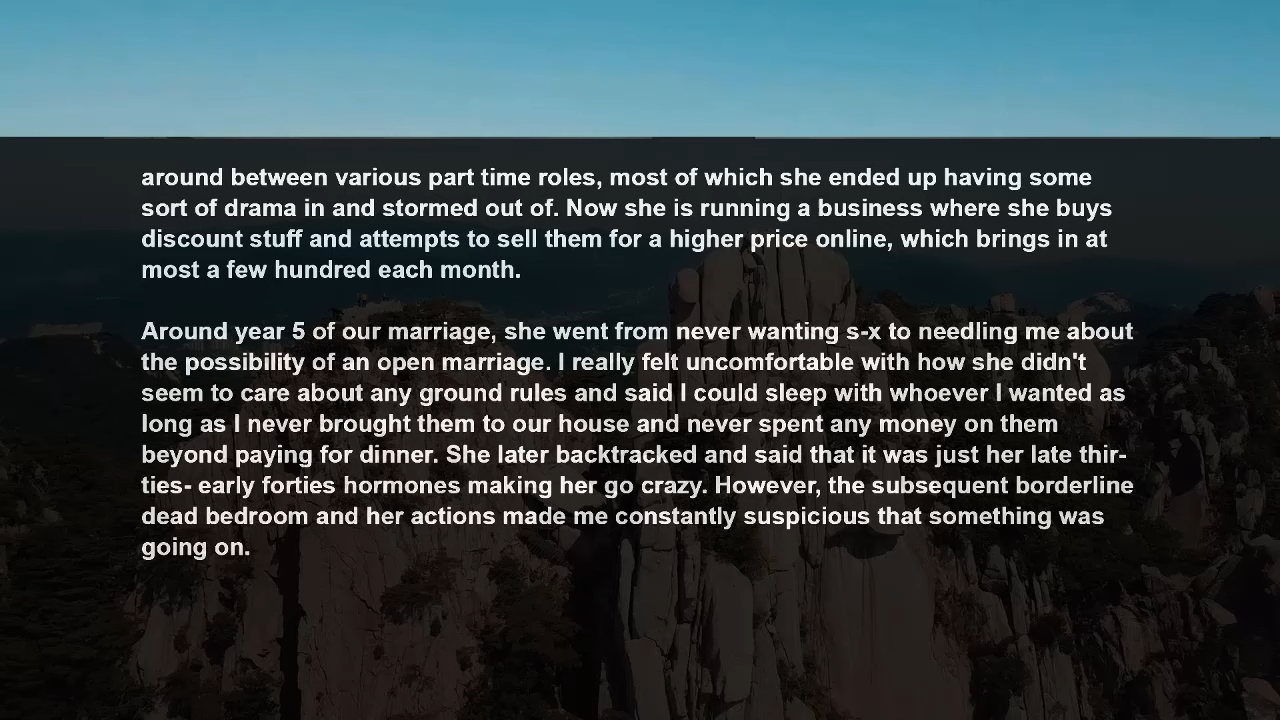 around between various part time roles, most of which she ended up having some
sort of drama in and stormed out of. Now she is running a business where she buys
discount stuff and attempts to sell them for a higher price online, which brings in at
most a few hundred each month.
Around year 5 of our marriage, she went from never wanting s-x to needling me about
the possibility of an open marriage. I really felt uncomfortable with how she didn't
seem to care about any ground rules and said I could sleep with whoever I wanted as
long as I never brought them to our house and never spent any money on them
beyond paying for dinner. She later backtracked and said that it was just her late thir-
ties- early forties hormones making her go crazy. However, the subsequent borderline
dead bedroom and her actions made me constantly suspicious that something was
going on.